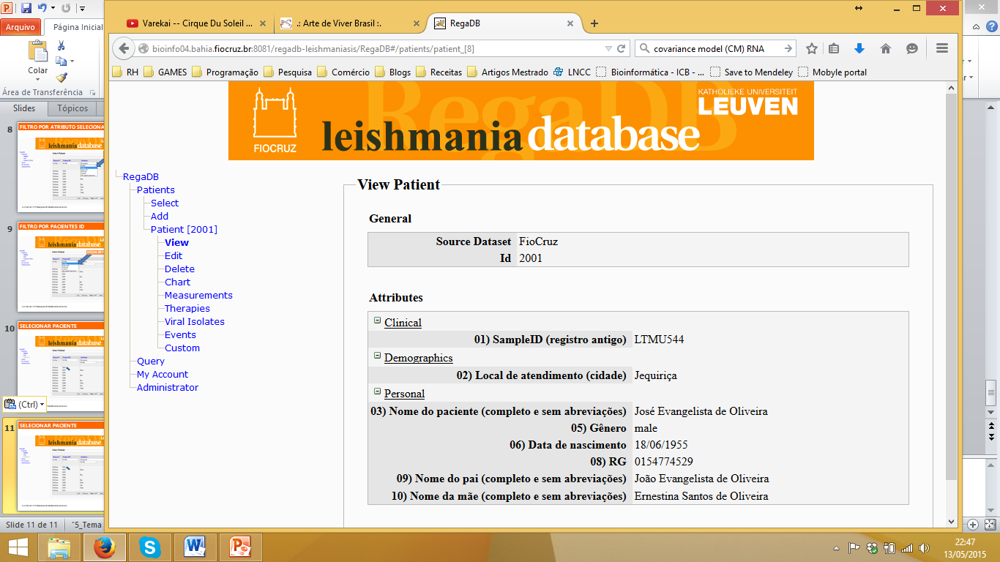 Arquivo
Página Inicial
Colar
Área de Transferência
Slides
Tópicos
8
FILTRO POR ATRIBUTO SELECIONA
9
FILTRO POR PACIENTES ID
10
SELECIONAR PACIENTE
(Ctrl)
11
SELECIONAR PACIENTE
Slide 11 de 11
"5_Tema
Varekai -- Cirque Du Soleil ...
.: Arte de Viver Brasil :.
RegaDB
bioinfo04.bahia.fiocruz.br:8081/regadb-leishmaniasis/RegaDB#/patients/patient_[8]
covariance model (CM) RNA
RH GAMES Programação Pesquisa Comércio Blogs Receitas Artigos Mestrado LNCC Bioinformática - ICB - ... Save to Mendeley Mobyle portal
RegaDB
FIOCRUZ
leishmaniadatabase
KATHOLIEKE UNIVERSITEIT
LEUVEN
RegaDB
Patients
Select
Add
Patient [2001]
View
Edit
Delete
Chart
Measurements
Therapies
Viral Isolates
Events
Custom
Query
My Account
Administrator
View Patient
General
Source Dataset FioCruz
Id 2001
Attributes
Clinical
01) SampleID (registro antigo) LTMU544
Demographics
02) Local de atendimento (cidade) Jequiriça
Personal
03) Nome do paciente (completo e sem abreviações) José Evangelista de Oliveira
05) Gênero male
06) Data de nascimento 18/06/1955
08) RG 0154774529
09) Nome do pai (completo e sem abreviações) João Evangelista de Oliveira
10) Nome da mãe (completo e sem abreviações) Ernestina Santos de Oliveira
22:47
13/05/2015